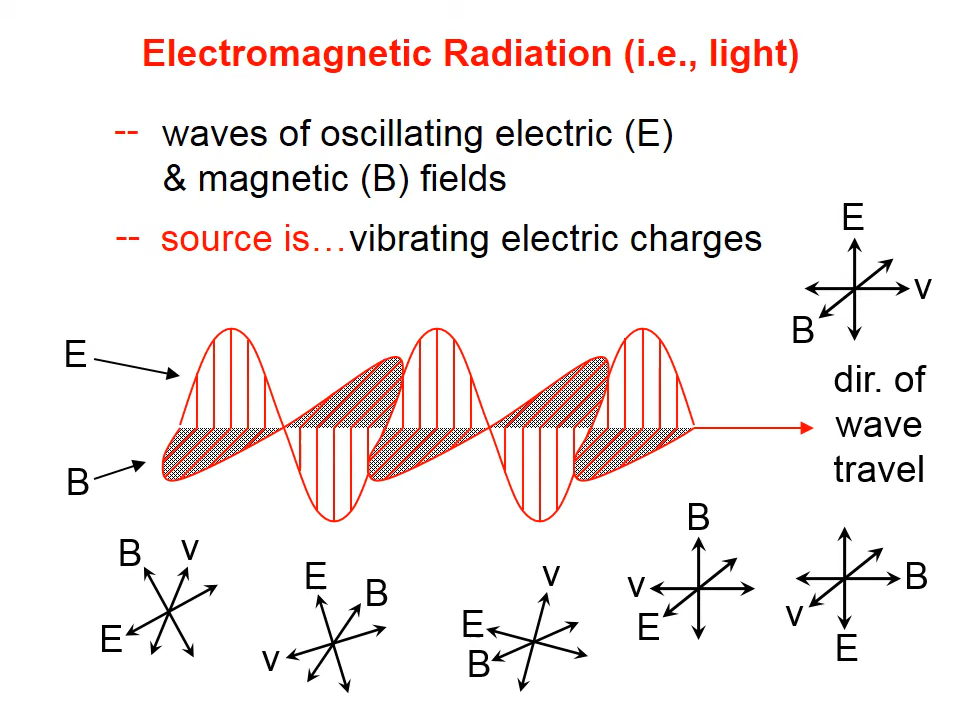 Electromagnetic Radiation (i.e., light)
-- waves of oscillating electric (E)
& magnetic (B) fields
-- source is…vibrating electric charges
E
v
B
E
B
dir. of
wave
travel
B v
E
E
B
v
v
E
B
B
v
E
B
v
E